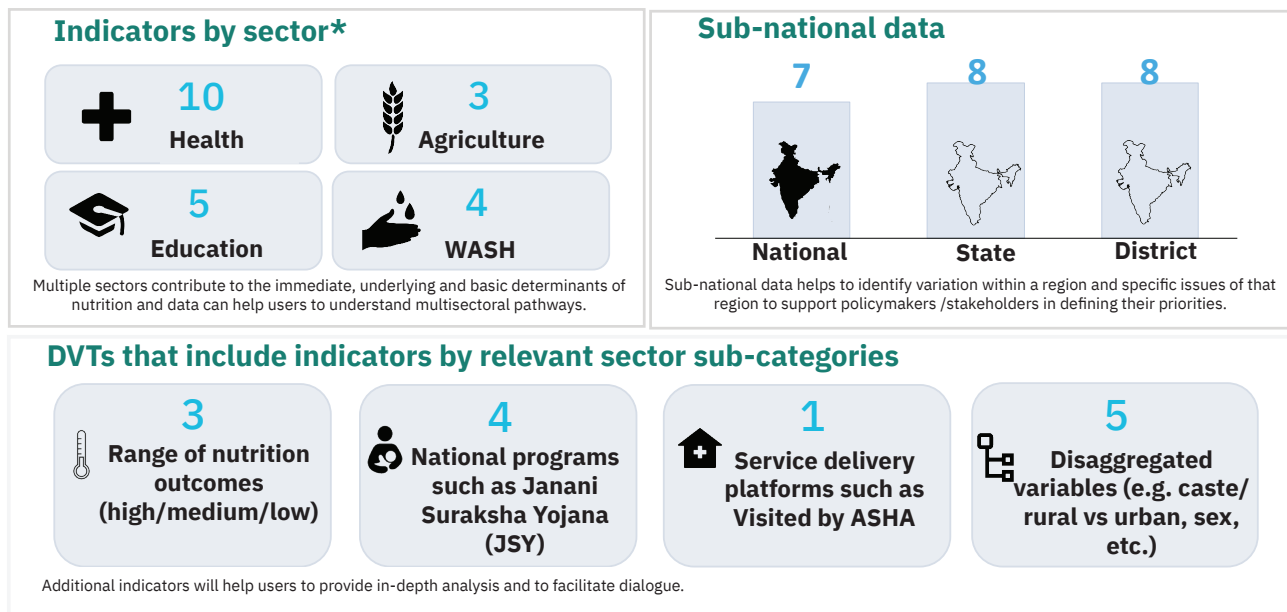 Indicators by sector*
10
Health
3
Agriculture
5
Education
4
WASH
Multiple sectors contribute to the immediate, underlying and basic determinants of
nutrition and data can help users to understand multisectoral pathways.
Sub-national data
7
8
8
National
State
District
Sub-national data helps to identify variation within a region and specific issues of that
region to support policymakers /stakeholders in defining their priorities.
DVTs that include indicators by relevant sector sub-categories
3
Range of nutrition
outcomes
(high/medium/low)
4
National programs
such as Janani
Suraksha Yojana
(JSY)
1
Service delivery
platforms such as
Visited by ASHA
5
Disaggregated
variables (e.g. caste/
rural vs urban, sex,
etc.)
Additional indicators will help users to provide in-depth analysis and to facilitate dialogue.